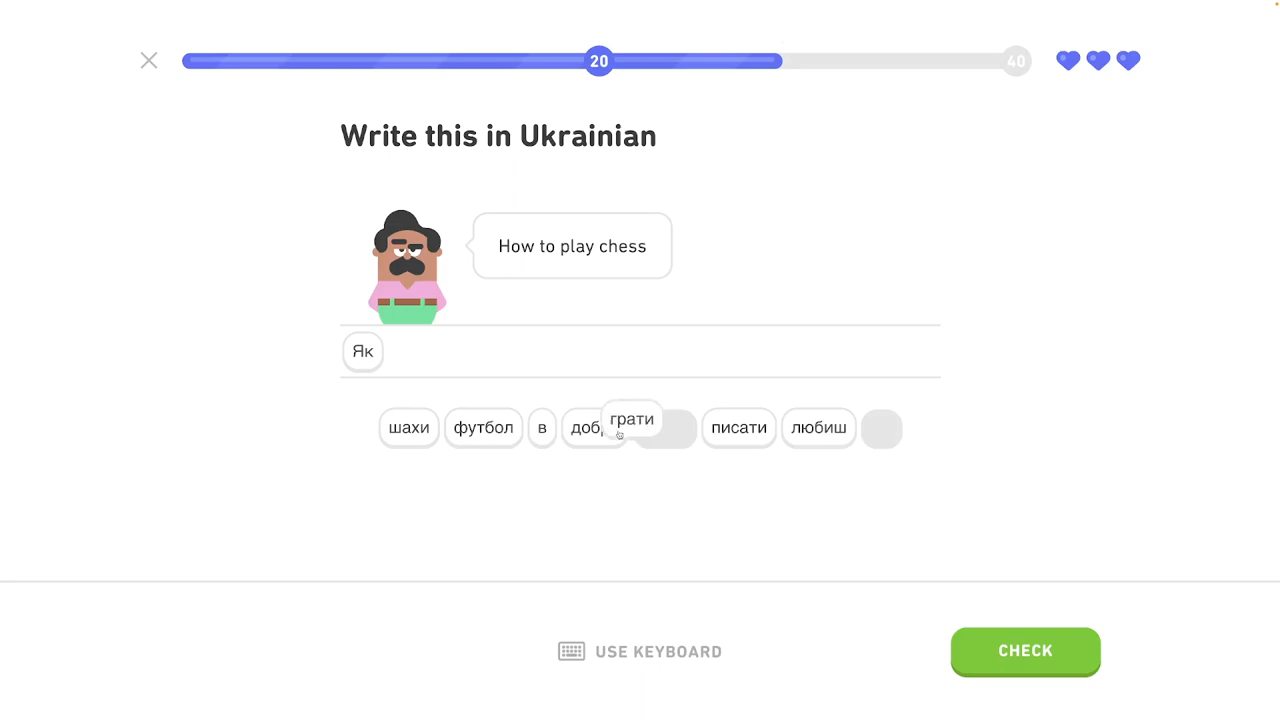 20
40
Write this in Ukrainian
How to play chess
Як
шахи футбол в грати писати любиш
USE KEYBOARD
CHECK